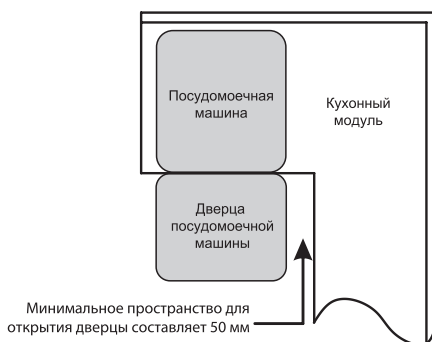 Посудомоечная
машина
Кухонный
модуль
Дверца
посудомоечной
машины
Минимальное пространство для
открытия дверцы составляет 50 мм